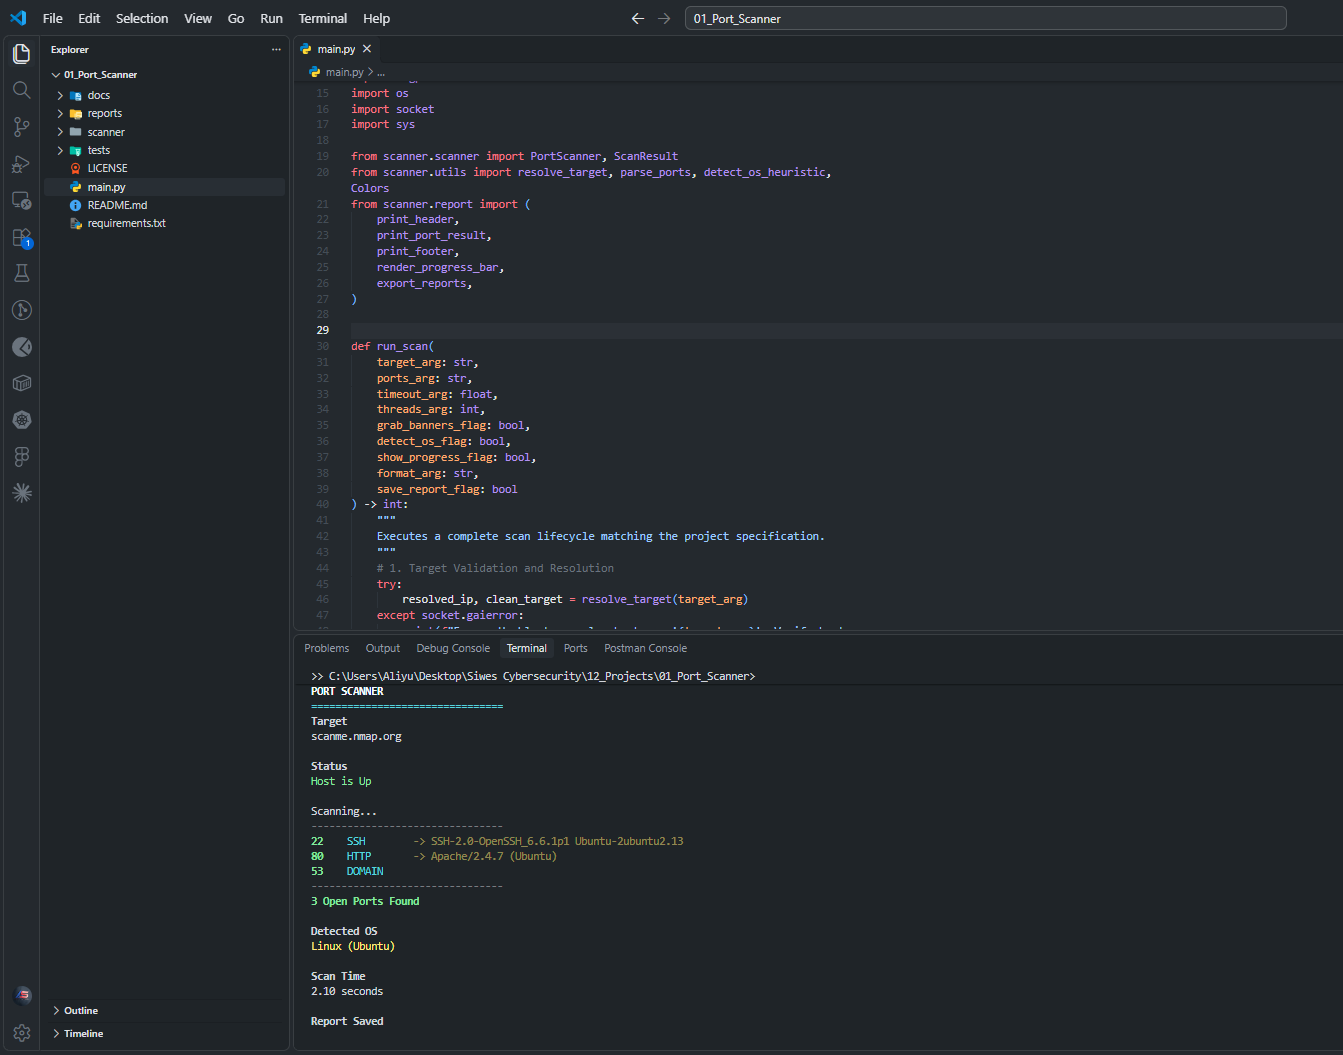 File Edit Selection View Go Run Terminal Help
01_Port_Scanner
Explorer
main.py
01_Port_Scanner
docs
reports
scanner
tests
LICENSE
main.py
README.md
requirements.txt
1
Outline
Timeline
main.py > ...
15 import os
16 import socket
17 import sys
18
19 from scanner.scanner import PortScanner, ScanResult
20 from scanner.utils import resolve_target, parse_ports, detect_os_heuristic,
Colors
21 from scanner.report import (
22 print_header,
23 print_port_result,
24 print_footer,
25 render_progress_bar,
26 export_reports,
27 )
28
29
30 def run_scan(
31 target_arg: str,
32 ports_arg: str,
33 timeout_arg: float,
34 threads_arg: int,
35 grab_banners_flag: bool,
36 detect_os_flag: bool,
37 show_progress_flag: bool,
38 format_arg: str,
39 save_report_flag: bool
40 ) -> int:
41 """
42 Executes a complete scan lifecycle matching the project specification.
43 """
44 # 1. Target Validation and Resolution
45 try:
46 resolved_ip, clean_target = resolve_target(target_arg)
47 except socket.gaierror:
Problems Output Debug Console Terminal Ports Postman Console
>> C:\Users\Aliyu\Desktop\Siwes Cybersecurity\12_Projects\01_Port_Scanner>
PORT SCANNER
================================
Target
scanme.nmap.org
Status
Host is Up
Scanning...
--------------------------------
22 SSH -> SSH-2.0-OpenSSH_6.6.1p1 Ubuntu-2ubuntu2.13
80 HTTP -> Apache/2.4.7 (Ubuntu)
53 DOMAIN
--------------------------------
3 Open Ports Found
Detected OS
Linux (Ubuntu)
Scan Time
2.10 seconds
Report Saved